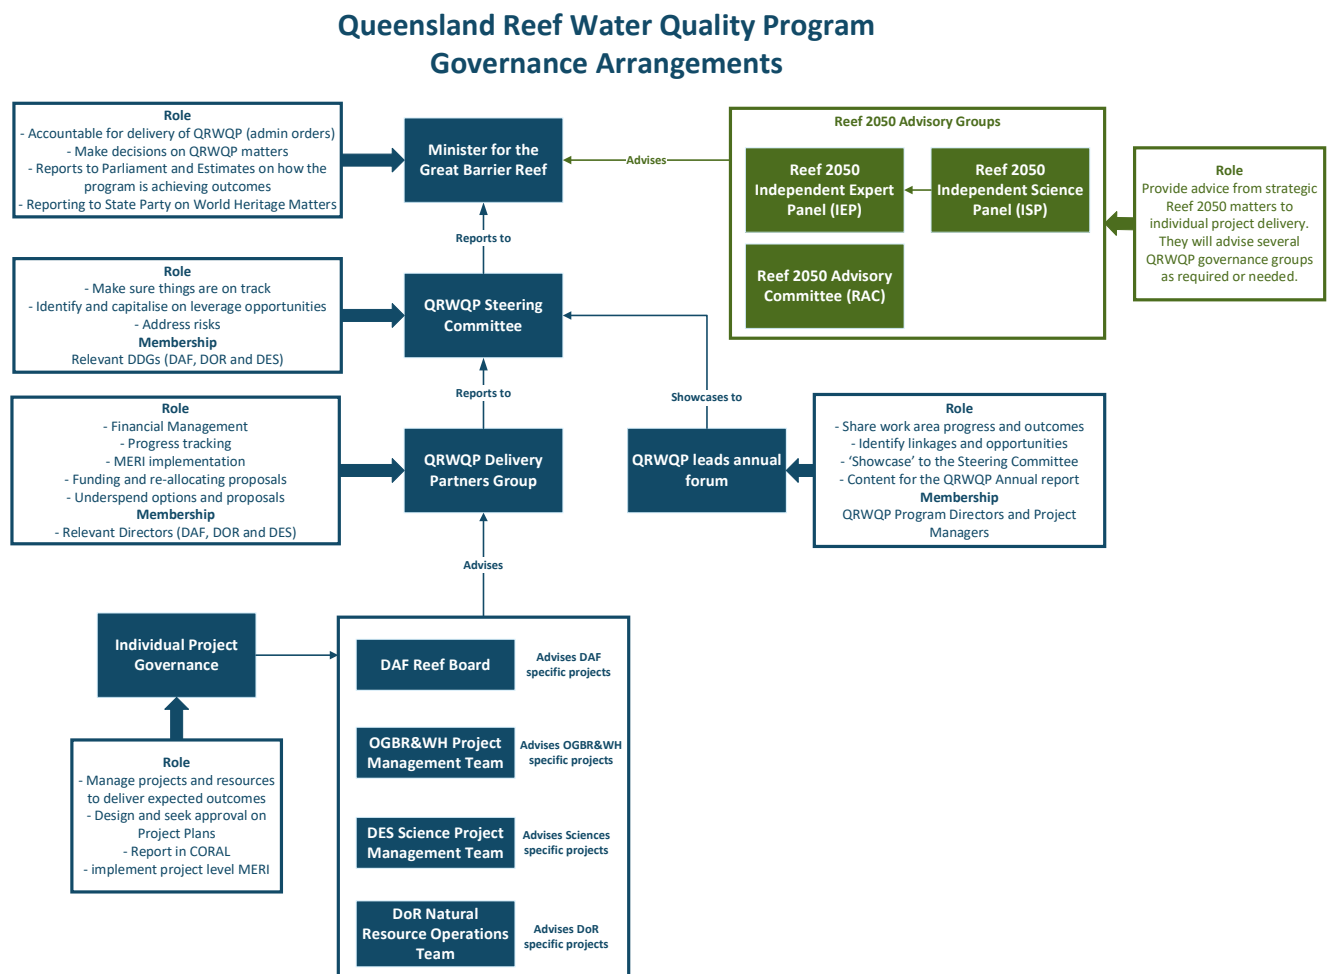 Queensland Reef Water Quality Program
Governance Arrangements
Role
- Accountable for delivery of QRWQP (admin orders)
- Make decisions on QRWQP matters
- Reports to Parliament and Estimates on how the
program is achieving outcomes
- Reporting to State Party on World Heritage Matters
Minister for the
Great Barrier Reef
Advises
Reef 2050 Advisory Groups
Reef 2050
Independent Expert
Panel (IEP)
Reef 2050
Independent Science
Panel (ISP)
Reef 2050 Advisory
Committee (RAC)
Role
Provide advice from strategic
Reef 2050 matters to
individual project delivery.
They will advise several
QRWQP governance groups
as required or needed.
Reports to
Role
- Make sure things are on track
- Identify and capitalise on leverage opportunities
- Address risks
Membership
Relevant DDGs (DAF, DOR and DES)
QRWQP Steering
Committee
Reports to
Showcases to
Role
- Financial Management
- Progress tracking
- MERI implementation
- Funding and re-allocating proposals
- Underspend options and proposals
Membership
- Relevant Directors (DAF, DOR and DES)
QRWQP Delivery
Partners Group
QRWQP leads annual
forum
Role
- Share work area progress and outcomes
- Identify linkages and opportunities
- ‘Showcase’ to the Steering Committee
- Content for the QRWQP Annual report
Membership
QRWQP Program Directors and Project
Managers
Advises
Individual Project
Governance
Role
- Manage projects and resources
to deliver expected outcomes
- Design and seek approval on
Project Plans
- Report in CORAL
- implement project level MERI
DAF Reef Board
Advises DAF
specific projects
OGBR&WH Project
Management Team
Advises OGBR&WH
specific projects
DES Science Project
Management Team
Advises Sciences
specific projects
DoR Natural
Resource Operations
Team
Advises DoR
specific projects